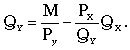 Q_Y = M/P_y − P_X/Q_Y Q_X.